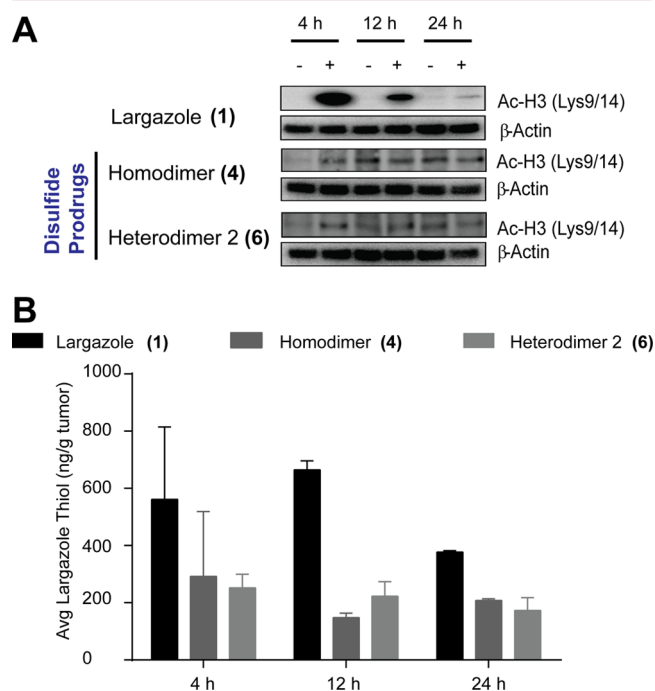 A
4 h 12 h 24 h
- + - + - +
Largazole (1)
Ac-H3 (Lys9/14)
β-Actin
Disulfide
Prodrugs
Homodimer (4)
Ac-H3 (Lys9/14)
β-Actin
Heterodimer 2 (6)
Ac-H3 (Lys9/14)
β-Actin
B
Largazole (1) Homodimer (4) Heterodimer 2 (6)
Avg Largazole Thiol (ng/g tumor)
1000
800
600
400
200
0
4 h 12 h 24 h